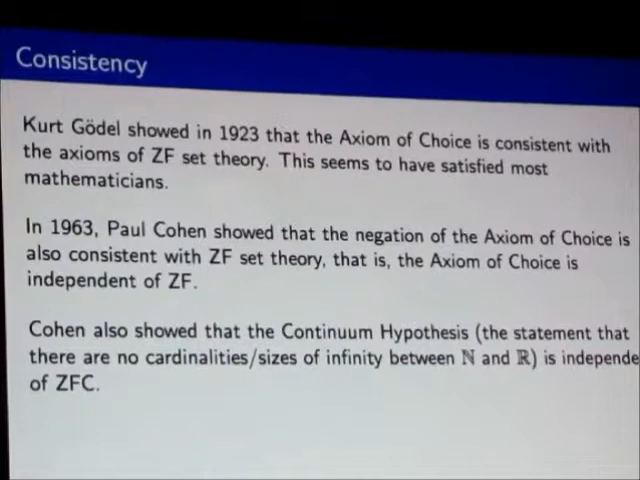 Consistency
Kurt Gödel showed in 1923 that the Axiom of Choice is consistent with
the axioms of ZF set theory. This seems to have satisfied most
mathematicians.
In 1963, Paul Cohen showed that the negation of the Axiom of Choice is
also consistent with ZF set theory, that is, the Axiom of Choice is
independent of ZF.
Cohen also showed that the Continuum Hypothesis (the statement that
there are no cardinalities/sizes of infinity between ℕ and ℝ) is independe
of ZFC.